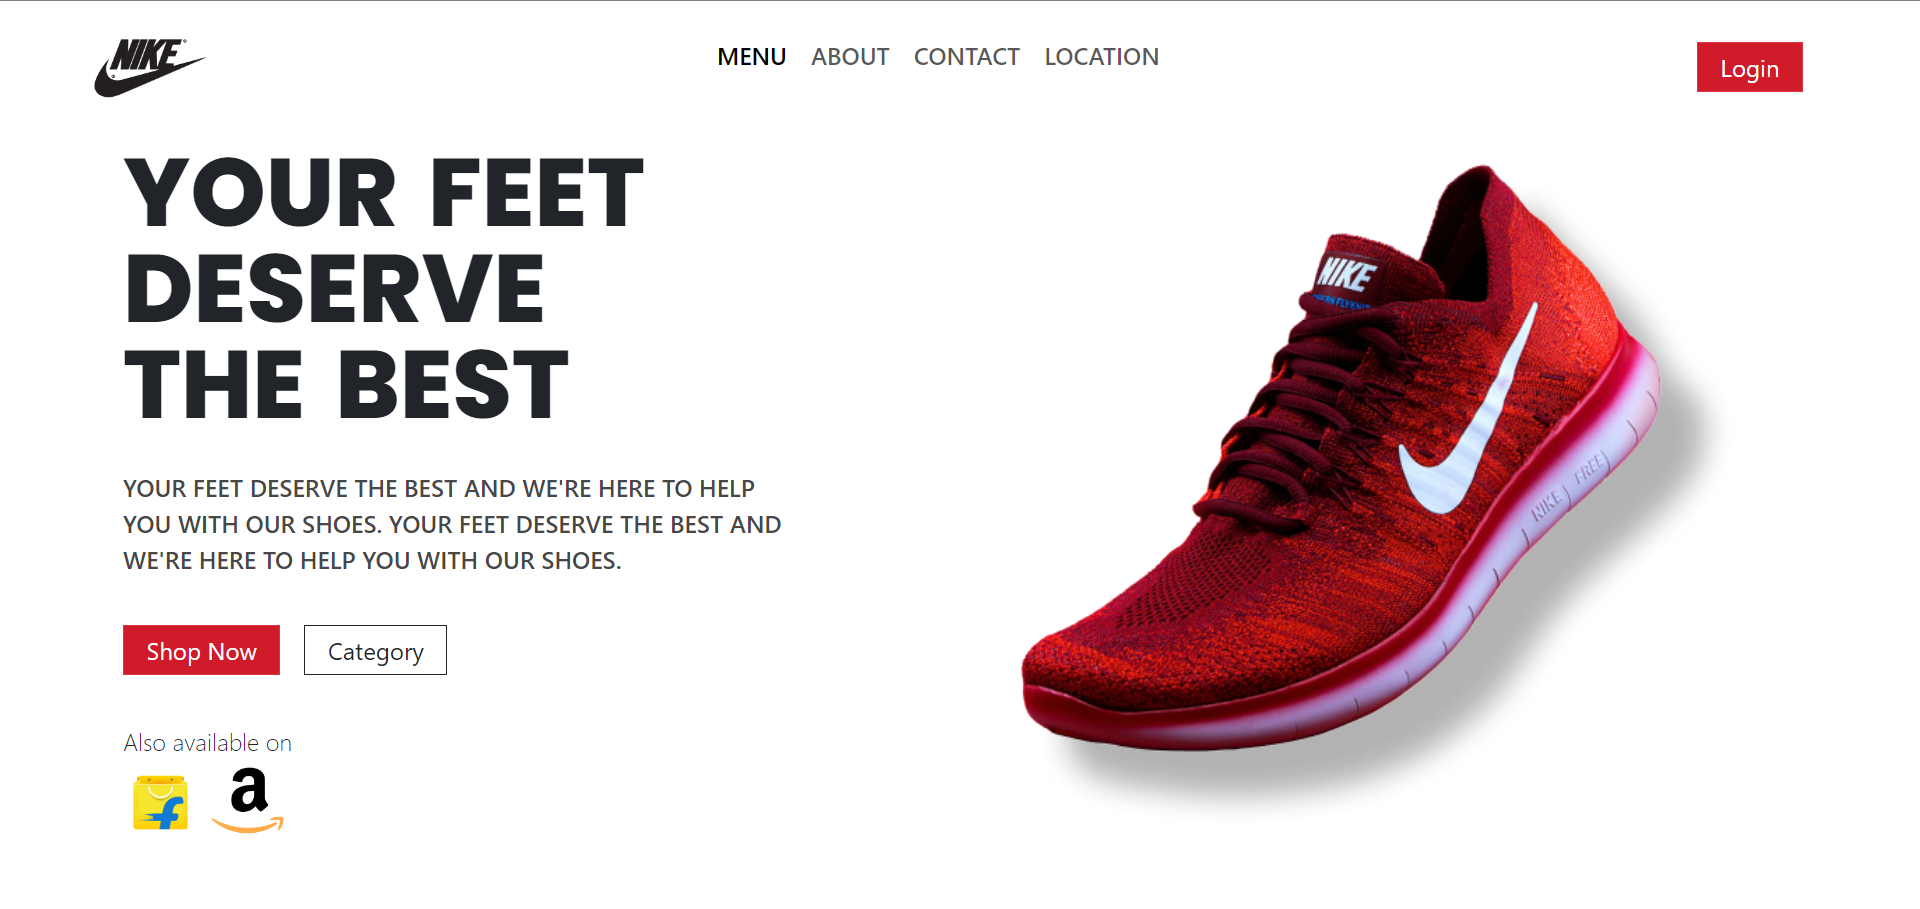 NIKE
MENU ABOUT CONTACT LOCATION
Login
YOUR FEET
DESERVE
THE BEST
YOUR FEET DESERVE THE BEST AND WE'RE HERE TO HELP
YOU WITH OUR SHOES. YOUR FEET DESERVE THE BEST AND
WE'RE HERE TO HELP YOU WITH OUR SHOES.
Shop Now Category
Also available on
f a
NIKE
NIKE FREE